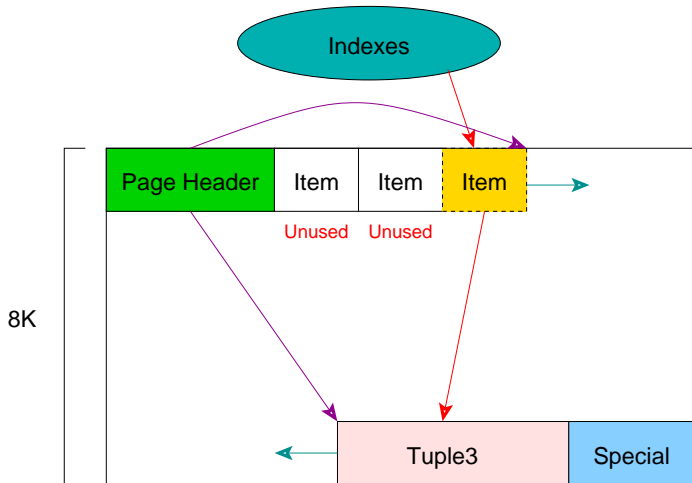 Indexes
Page Header Item Item Item
Unused Unused
8K
Tuple3 Special